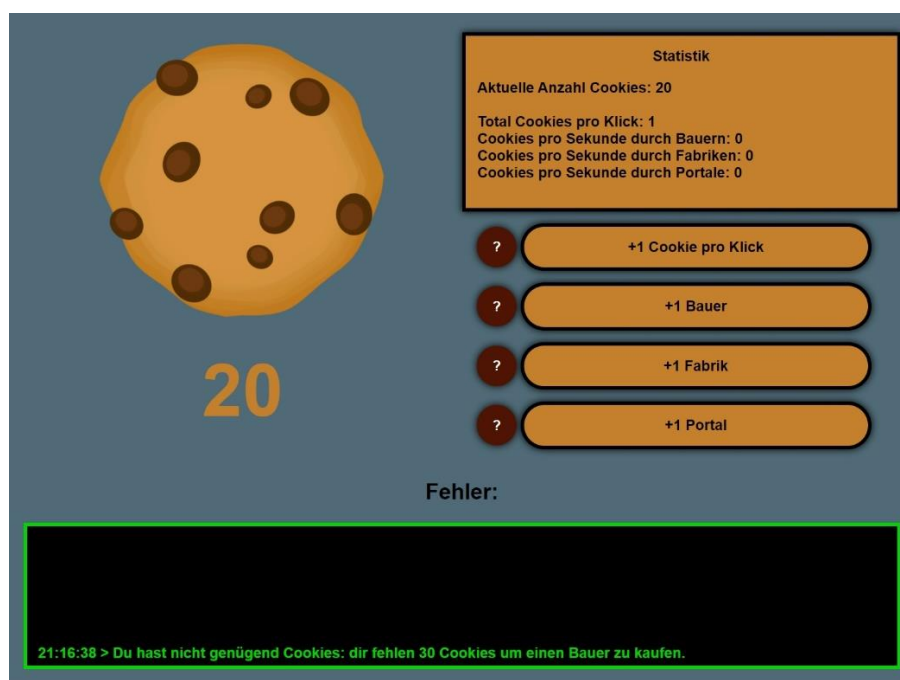 Statistik
Aktuelle Anzahl Cookies: 20
Total Cookies pro Klick: 1
Cookies pro Sekunde durch Bauern: 0
Cookies pro Sekunde durch Fabriken: 0
Cookies pro Sekunde durch Portale: 0
? +1 Cookie pro Klick
? +1 Bauer
? +1 Fabrik
? +1 Portal
20
Fehler:
21:16:38 > Du hast nicht genügend Cookies: dir fehlen 30 Cookies um einen Bauer zu kaufen.